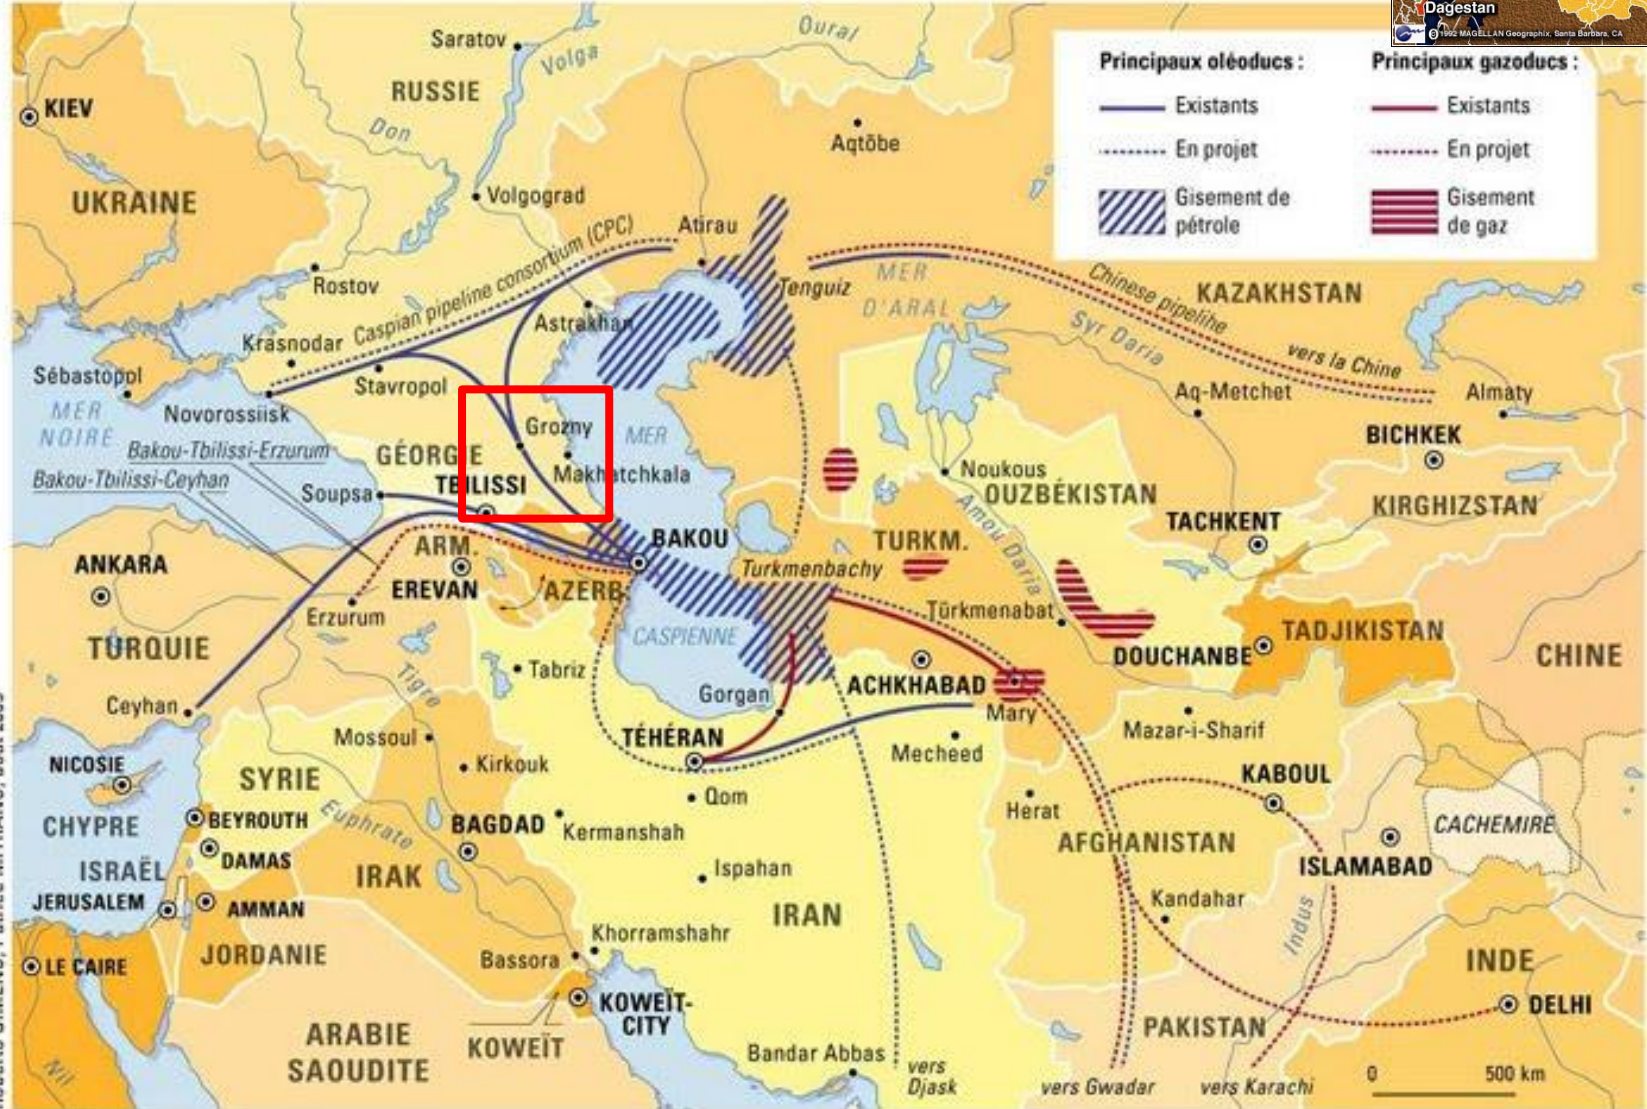 Dagestan
© 1992 MAGELLAN Geographix, Santa Barbara, CA
Principaux oléoducs :
Existants
En projet
Gisement de
pétrole
Principaux gazoducs :
Existants
En projet
Gisement
de gaz
Saratov
Volga
Oural
RUSSIE
KIEV
Don
Aqtöbe
UKRAINE
Volgograd
Atirau
Caspian pipeline consortium (CPC)
Rostov
Tenguiz
MER
D'ARAL
Chinese pipelihe
KAZAKHSTAN
Astrakhan
Krasnodar
Syr Daria
vers la Chine
Sébastopol
Stavropol
Aq-Metchet
Almaty
MER
NOIRE
Novorossiisk
Grozny
MER
BICHKEK
Bakou-Tbilissi-Erzurum
GÉORGIE
Makhatchkala
Noukous
Bakou-Tbilissi-Ceyhan
TBILISSI
Soupsa
OUZBÉKISTAN
KIRGHIZSTAN
Amou Daria
TACHKENT
BAKOU
TURKM.
ARM.
ANKARA
Turkmenbachy
EREVAN
AZERB.
Erzurum
Türkmenabat
CASPIENNE
TADJIKISTAN
TURQUIE
DOUCHANBE
CHINE
Tabriz
Tigre
ACHKHABAD
Gorgan
Ceyhan
Mary
Mazar-i-Sharif
Mossoul
TÉHÉRAN
Mecheed
NICOSIE
Kirkouk
KABOUL
SYRIE
Qom
Herat
BEYROUTH
Euphrate
CHYPRE
BAGDAD
Kermanshah
CACHEMIRE
AFGHANISTAN
DAMAS
ISLAMABAD
ISRAËL
IRAK
Ispahan
JERUSALEM
AMMAN
Kandahar
IRAN
Indus
Khorramshahr
JORDANIE
Bassora
INDE
LE CAIRE
KOWEÏT-
CITY
DELHI
ARABIE
SAOUDITE
KOWEÏT
PAKISTAN
Bandar Abbas
Nil
vers
Djask
vers Gwadar
vers Karachi
0
500 km